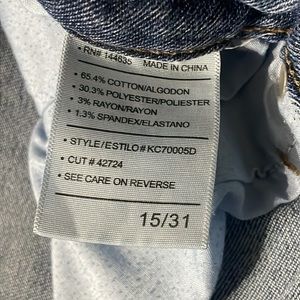 • RN# 144635 MADE IN CHINA
• 65.4% COTTON/ALGODON
• 30.3% POLYESTER/POLIESTER
• 3% RAYON/RAYON
• 1.3% SPANDEX/ELASTANO
• STYLE/ESTILO#KC70005D
• CUT # 42724
• SEE CARE ON REVERSE
15/31